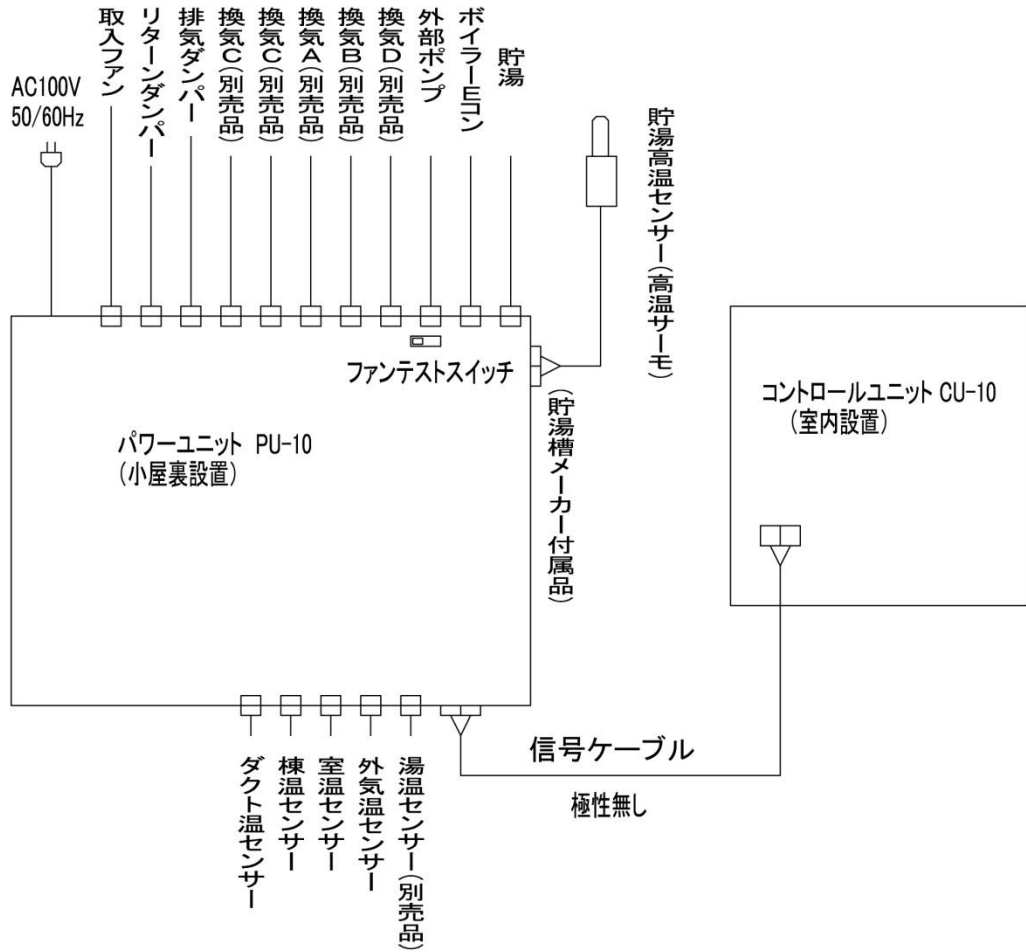 AC100V
50/60Hz
取入ファン
リターンダンパー
排気ダンパー
換気C(別売品)
換気C(別売品)
換気A(別売品)
換気B(別売品)
換気D(別売品)
外部ポンプ
ボイラーEコン
貯湯
貯湯高温センサー(高温サーモ)
ファンテストスイッチ
(貯湯槽メーカー付属品)
パワーユニット PU-10
(小屋裏設置)
コントロールユニット CU-10
(室内設置)
ダクト温センサー
棟温センサー
室温センサー
外気温センサー
湯温センサー(別売品)
信号ケーブル
極性無し